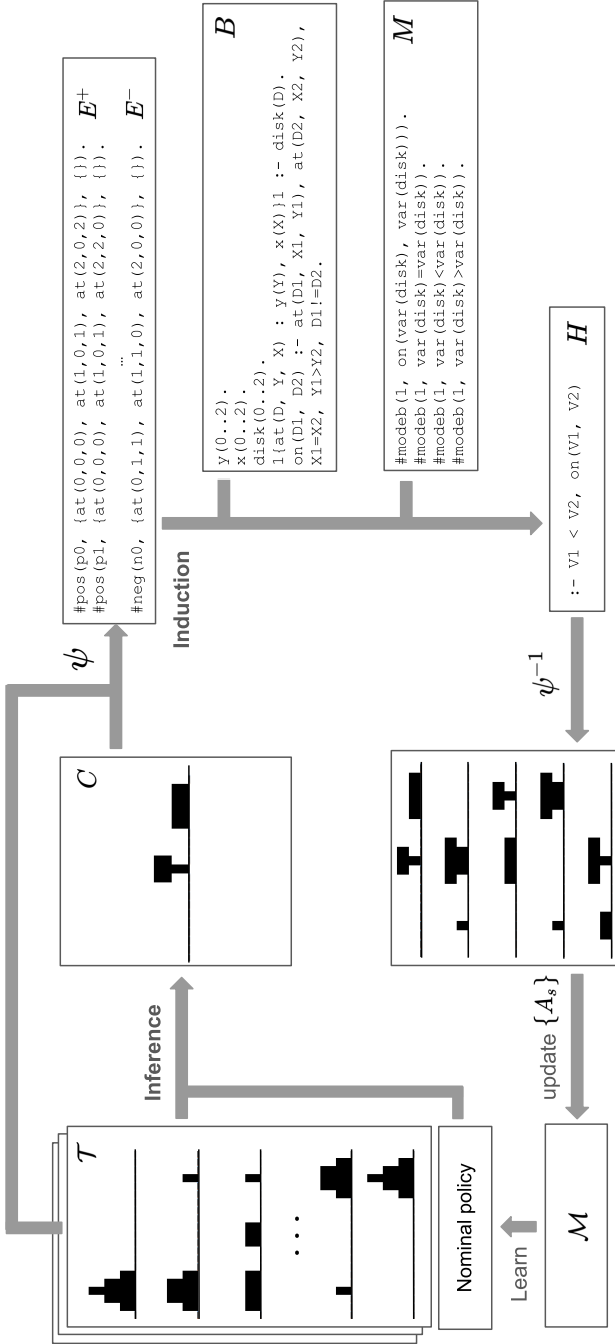 𝒯
Inference
C
ψ
#pos(p0, {at(0,0,0), at(1,0,1), at(2,0,2)}, {}).
#pos(p1, {at(0,0,0), at(1,0,1), at(2,2,0)}, {}). E⁺
...
#neg(n0, {at(0,1,1), at(1,1,0), at(2,0,0)}, {}). E⁻
Induction
B
y(0..2).
x(0..2).
disk(0..2).
1{at(D, Y, X) : y(Y), x(X)}1 :- disk(D).
on(D1, D2) :- at(D1, X1, Y1), at(D2, X2, Y2),
X1=X2, Y1>Y2, D1!=D2.
M
#modeb(1, on(var(disk), var(disk))).
#modeb(1, var(disk)=var(disk)).
#modeb(1, var(disk)<var(disk)).
#modeb(1, var(disk)>var(disk)).
Nominal policy
Learn
ℳ
update {Aₛ}
ψ⁻¹
:- V1 < V2, on(V1, V2)
H